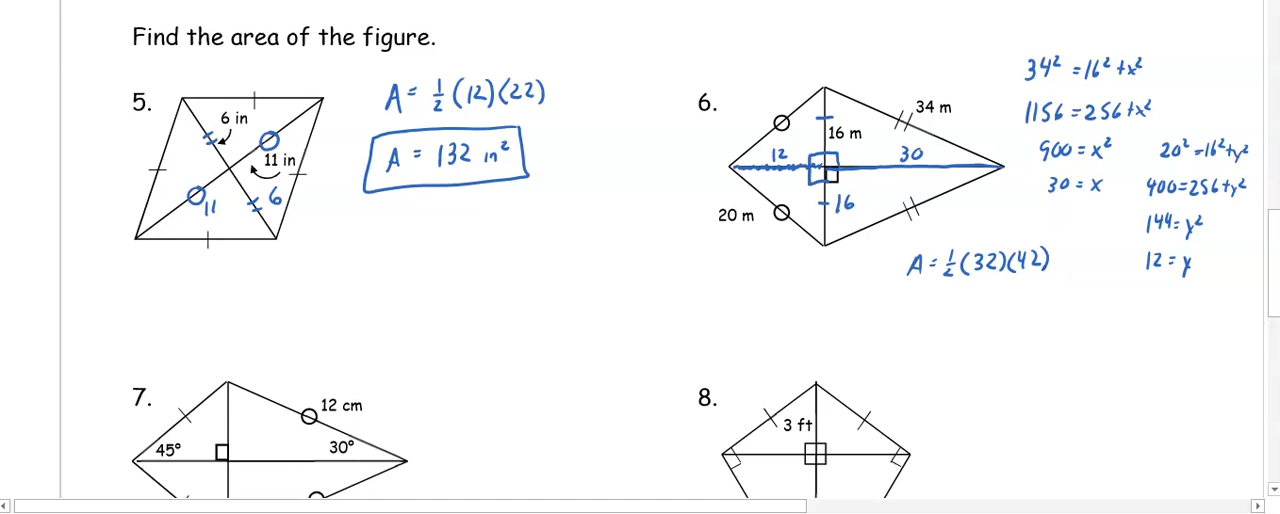 Find the area of the figure.
5.
6 in
11 in
11
6
A = 1/2 (12)(22)
A = 132 in²
6.
34 m
16 m
12
30
16
20 m
34² = 16² + x²
1156 = 256 + x²
900 = x²
30 = x
20² = 16² + y²
400 = 256 + y²
144 = y²
12 = y
A = 1/2 (32)(42)
7.
12 cm
45°
30°
8.
3 ft